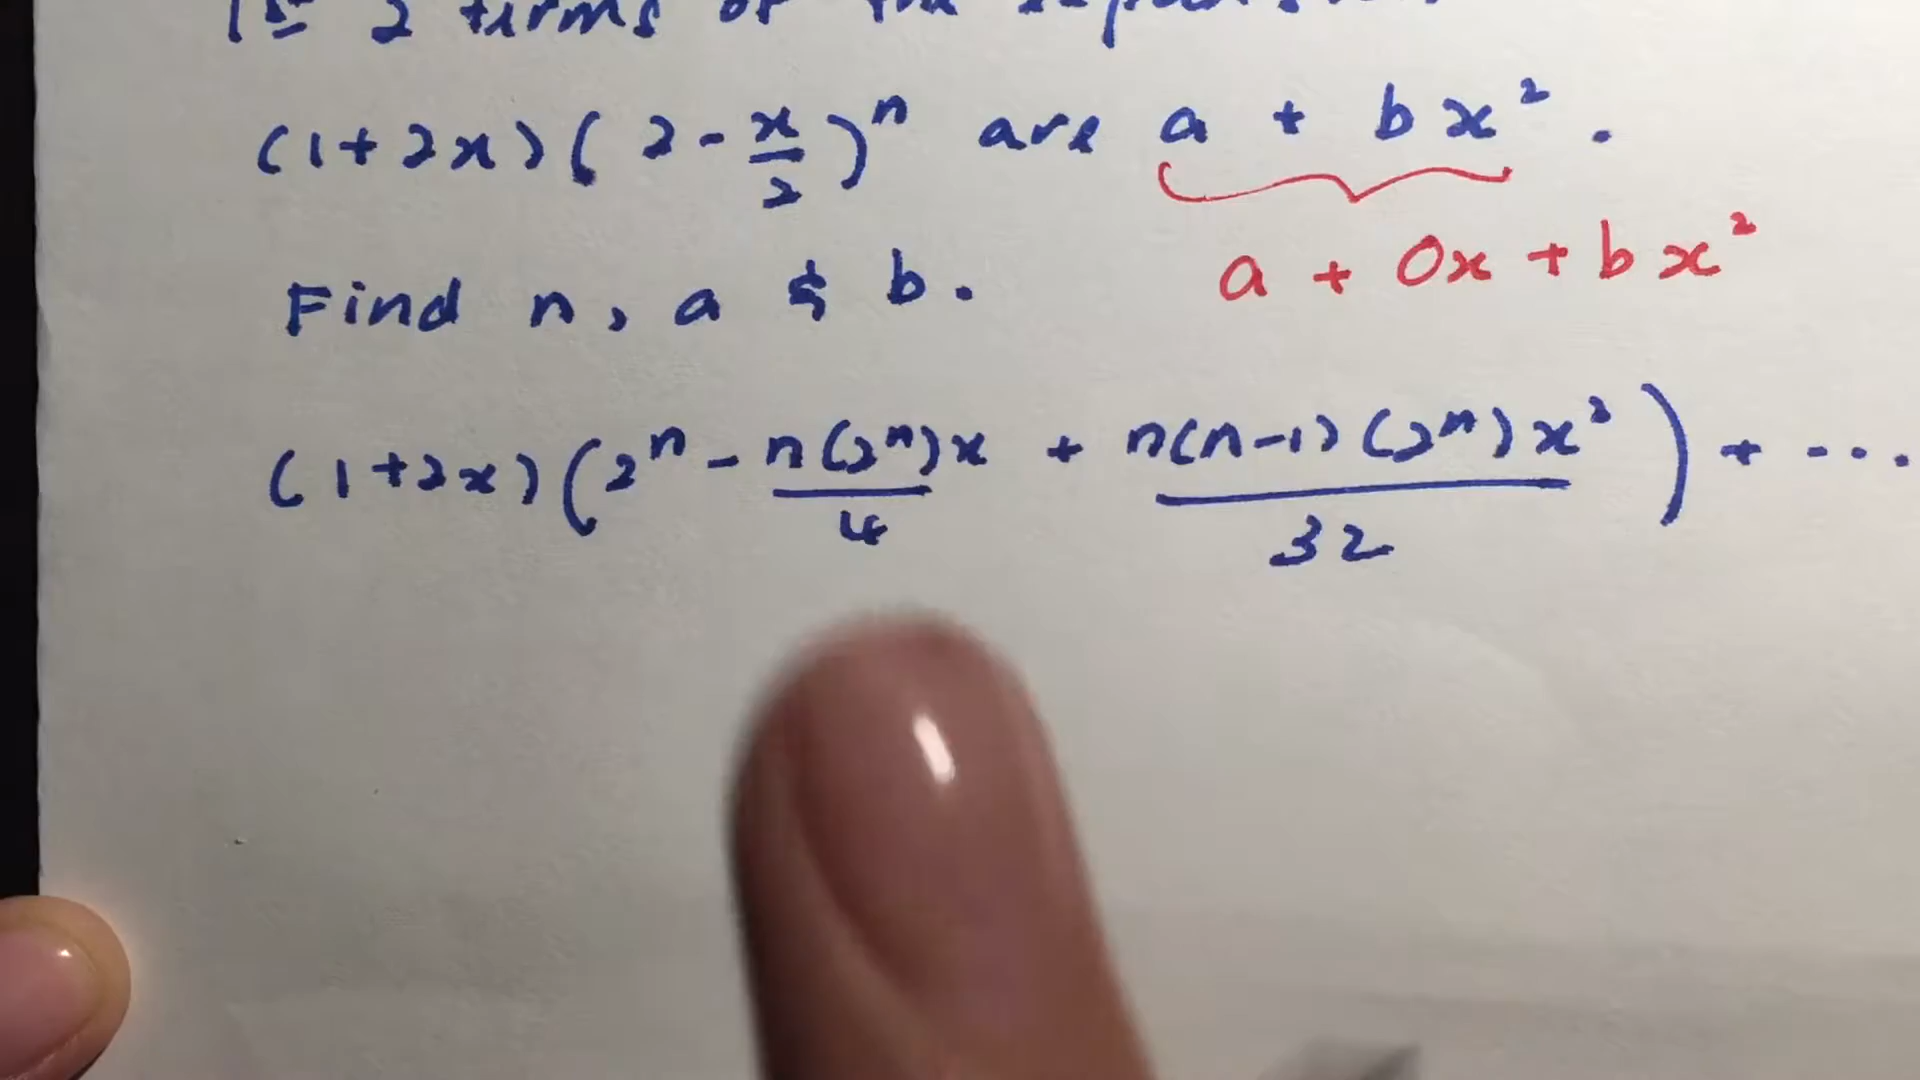 1st 2 terms of the expansion
(1+2x)(2-x/2)^n are a + bx².
a + 0x + bx²
Find n, a & b.
(1+2x)(2^n - n(2^n)x/4 + n(n-1)(2^n)x²/32) + ...